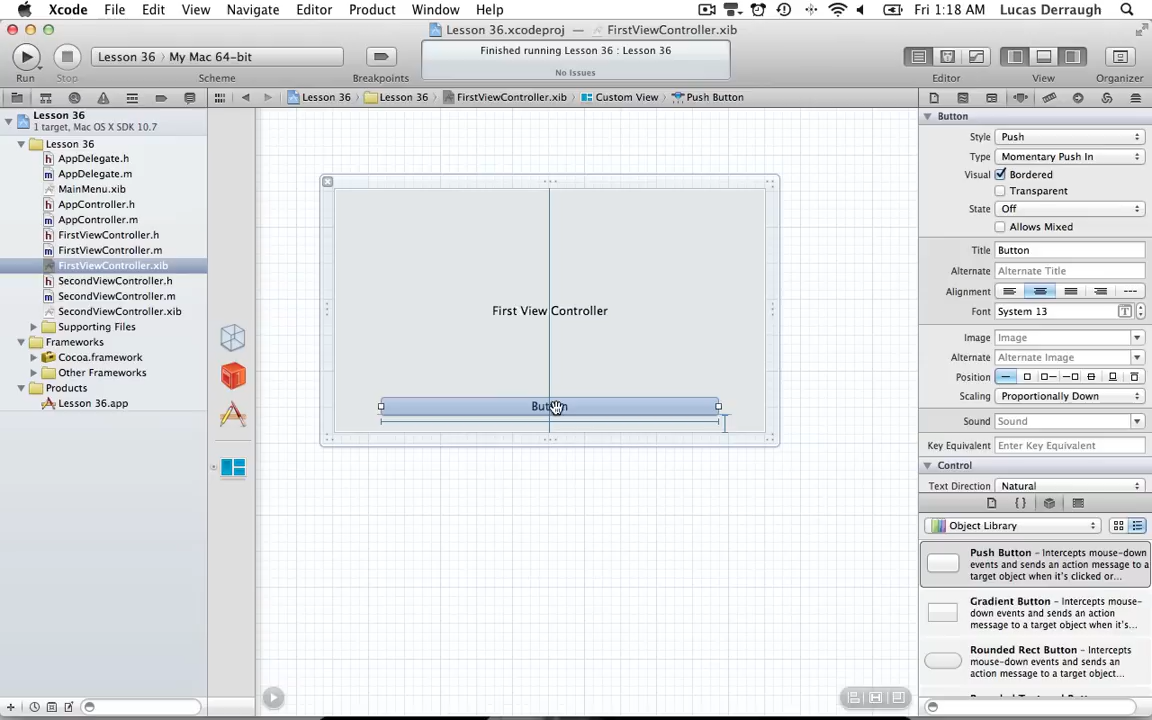 Xcode File Edit View Navigate Editor Product Window Help Fri 1:18 AM Lucas Derraugh
Lesson 36.xcodeproj — FirstViewController.xib
Lesson 36 My Mac 64-bit
Finished running Lesson 36 : Lesson 36
No Issues
Run Stop Scheme Breakpoints Editor View Organizer
Lesson 36 Lesson 36 FirstViewController.xib Custom View Push Button
Lesson 36
1 target, Mac OS X SDK 10.7
Lesson 36
AppDelegate.h
AppDelegate.m
MainMenu.xib
AppController.h
AppController.m
FirstViewController.h
FirstViewController.m
FirstViewController.xib
SecondViewController.h
SecondViewController.m
SecondViewController.xib
Supporting Files
Frameworks
Cocoa.framework
Other Frameworks
Products
Lesson 36.app
First View Controller
Button
Button
Style Push
Type Momentary Push In
Visual Bordered
Transparent
State Off
Allows Mixed
Title Button
Alternate Alternate Title
Alignment
Font System 13
Image Image
Alternate Alternate Image
Position
Scaling Proportionally Down
Sound Sound
Key Equivalent Enter Key Equivalent
Control
Text Direction Natural
Object Library
Push Button – Intercepts mouse-down
events and sends an action message to a
target object when it's clicked or...
Gradient Button – Intercepts mouse-
down events and sends an action
message to a target object when it's...
Rounded Rect Button – Intercepts
mouse-down events and sends an
action message to a target object...